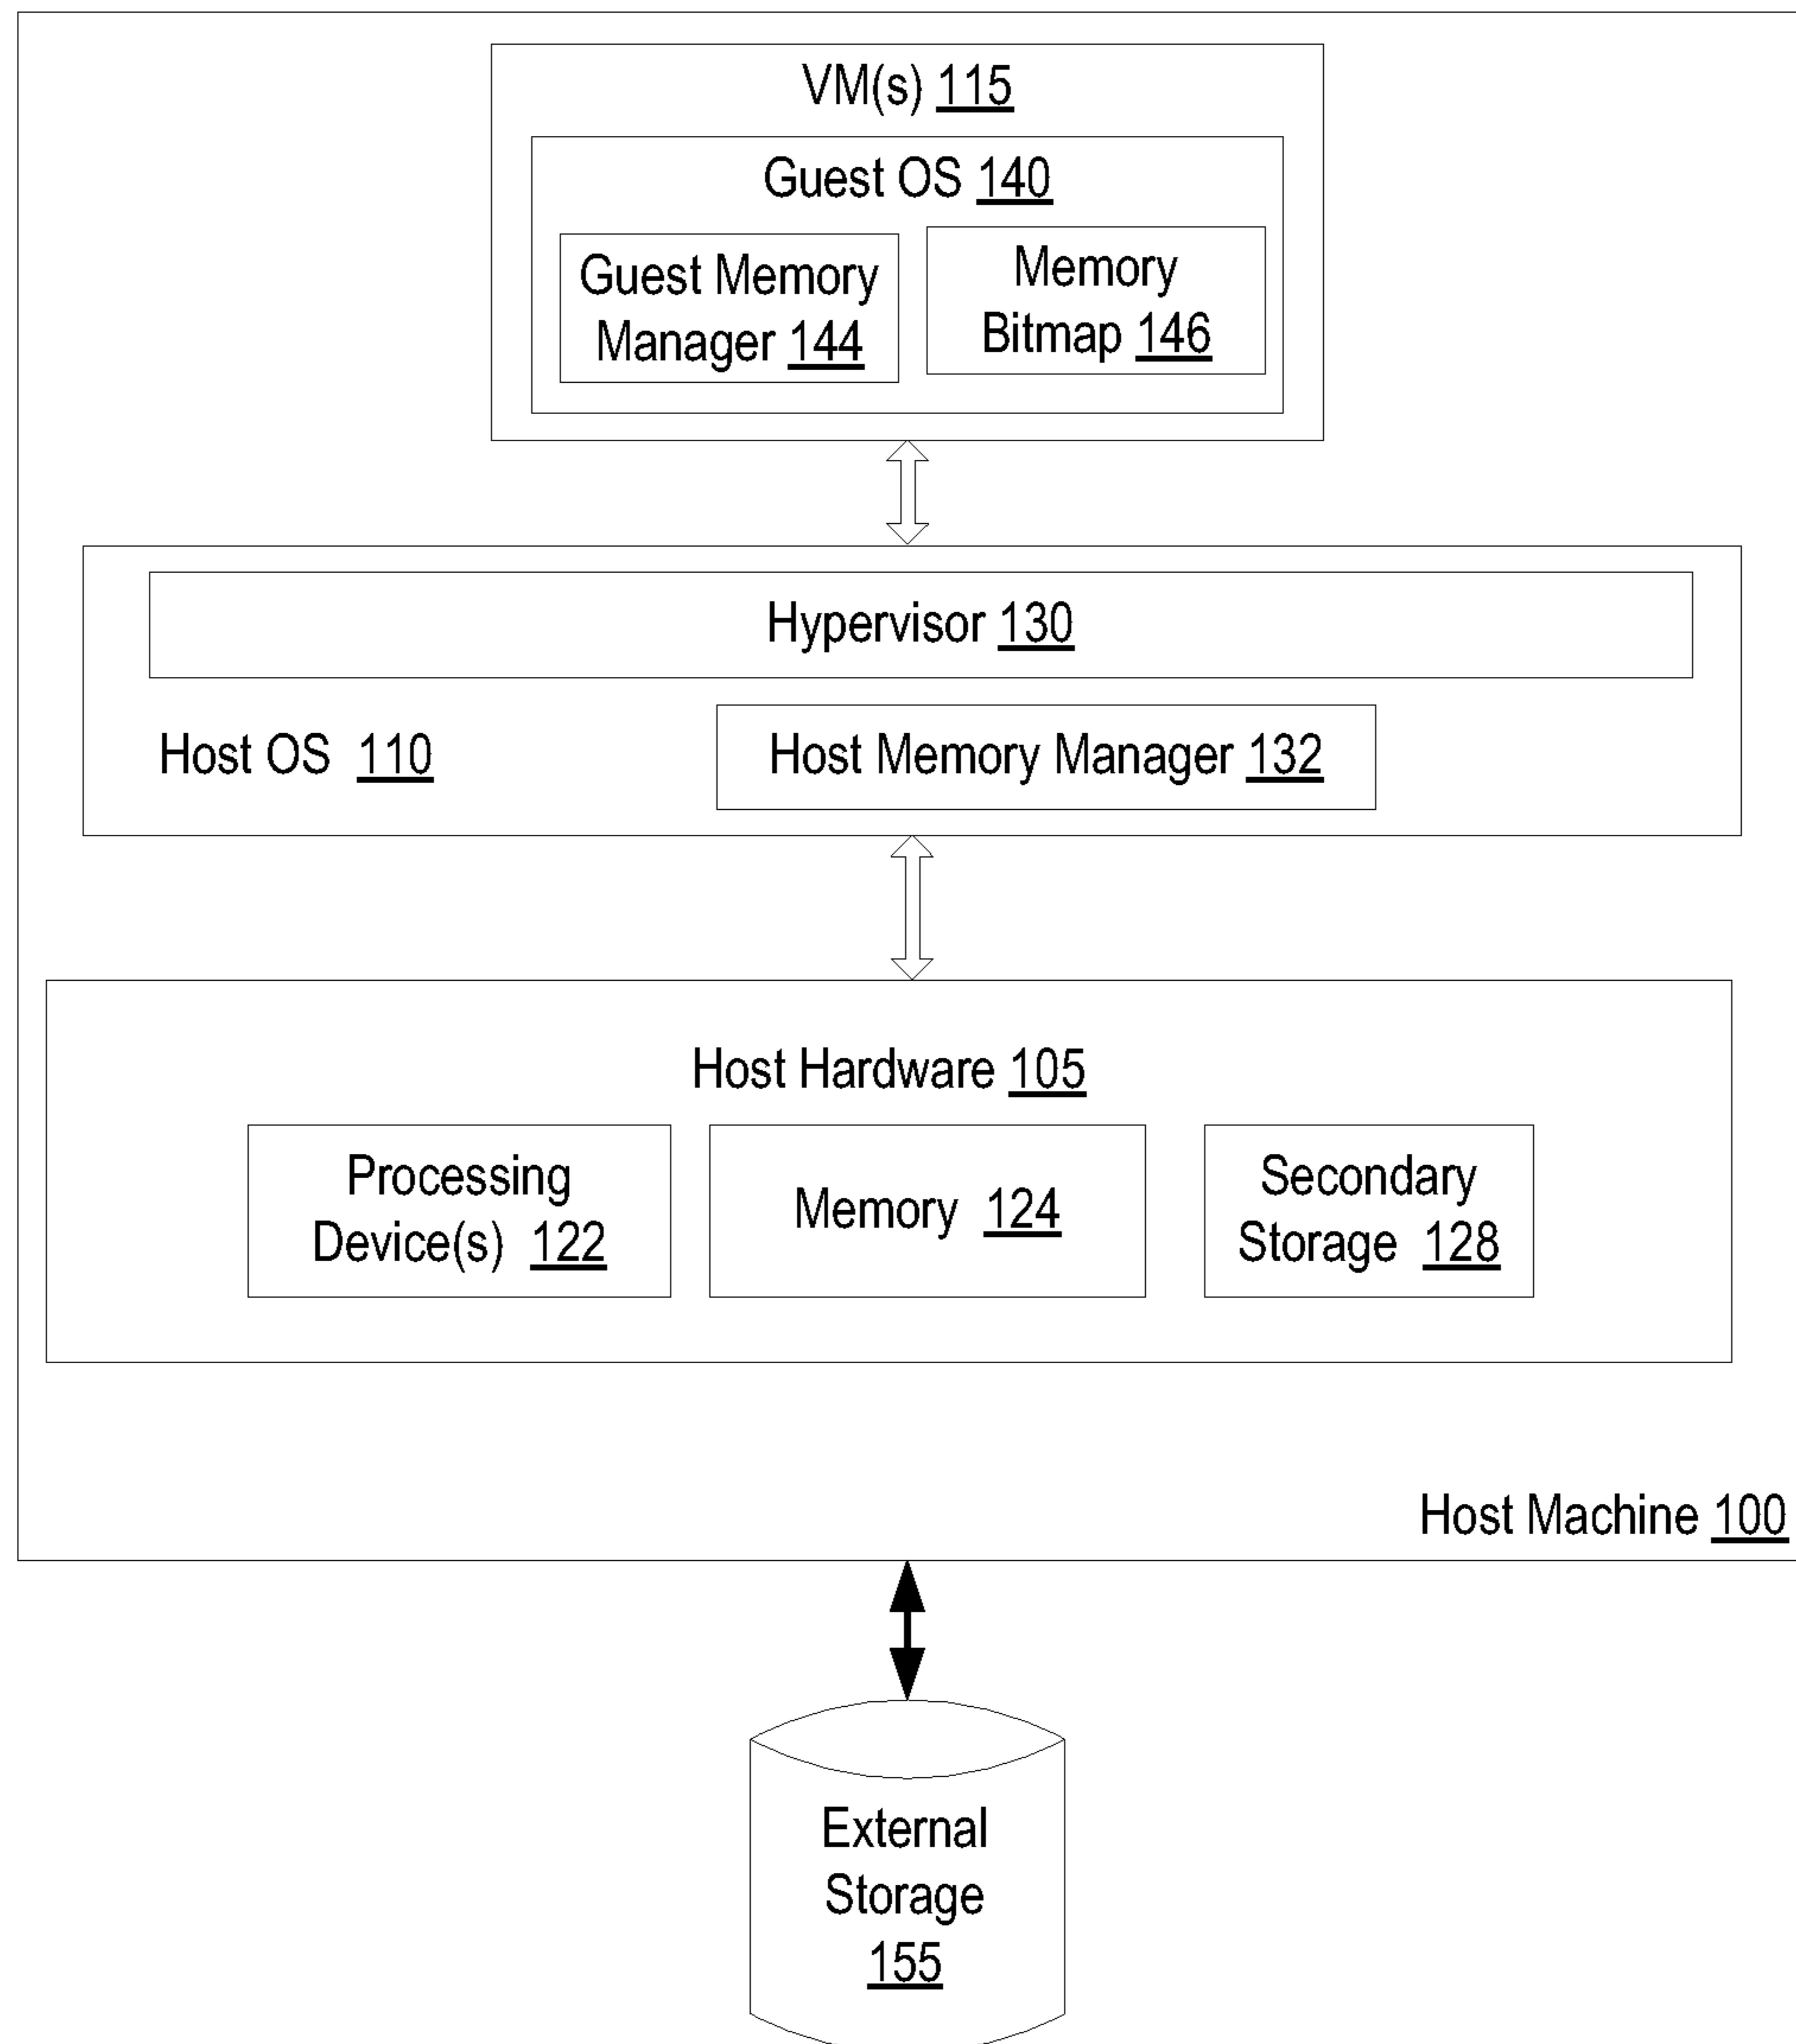 VM(s) 115
Guest OS 140
Guest Memory
Manager 144
Memory
Bitmap 146
Hypervisor 130
Host OS 110
Host Memory Manager 132
Host Hardware 105
Processing
Device(s) 122
Memory 124
Secondary
Storage 128
Host Machine 100
External
Storage
155